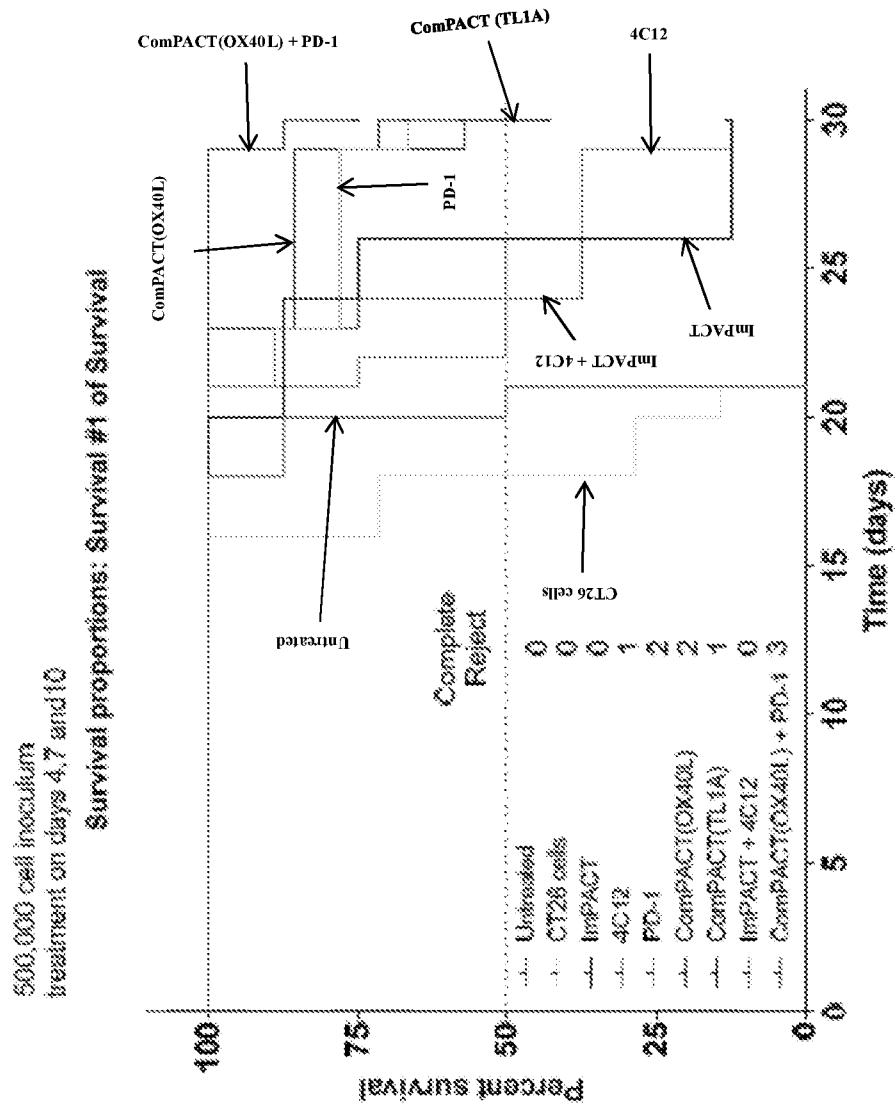 500,000 cell inoculum
treatment on days 4,7 and10
Survival proportions: Survival #1 of Survival
ComPACT(OX40L) + PD-1
ComPACT (TL1A)
4C12
ComPACT(OX40L)
PD-1
ImPACT
ImPACT + 4C12
Untreated
CT26 cells
Complete
Reject
Untreated 0
CT26 cells 0
ImPACT 0
4C12 1
PD-1 2
ComPACT(OX40L) 2
ComPACT(TL1A) 1
ImPACT + 4C12 0
ComPACT(OX40L) + PD-1 3
Percent survival
100
75
50
25
0
0 5 10 15 20 25 30
Time (days)